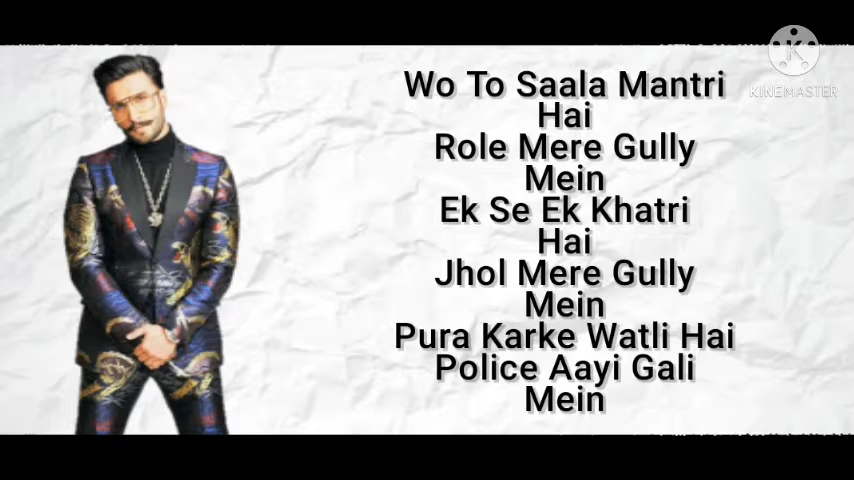 KINEMASTER
Wo To Saala Mantri
Hai
Role Mere Gully
Mein
Ek Se Ek Khatri
Hai
Jhol Mere Gully
Mein
Pura Karke Watli Hai
Police Aayi Gali
Mein